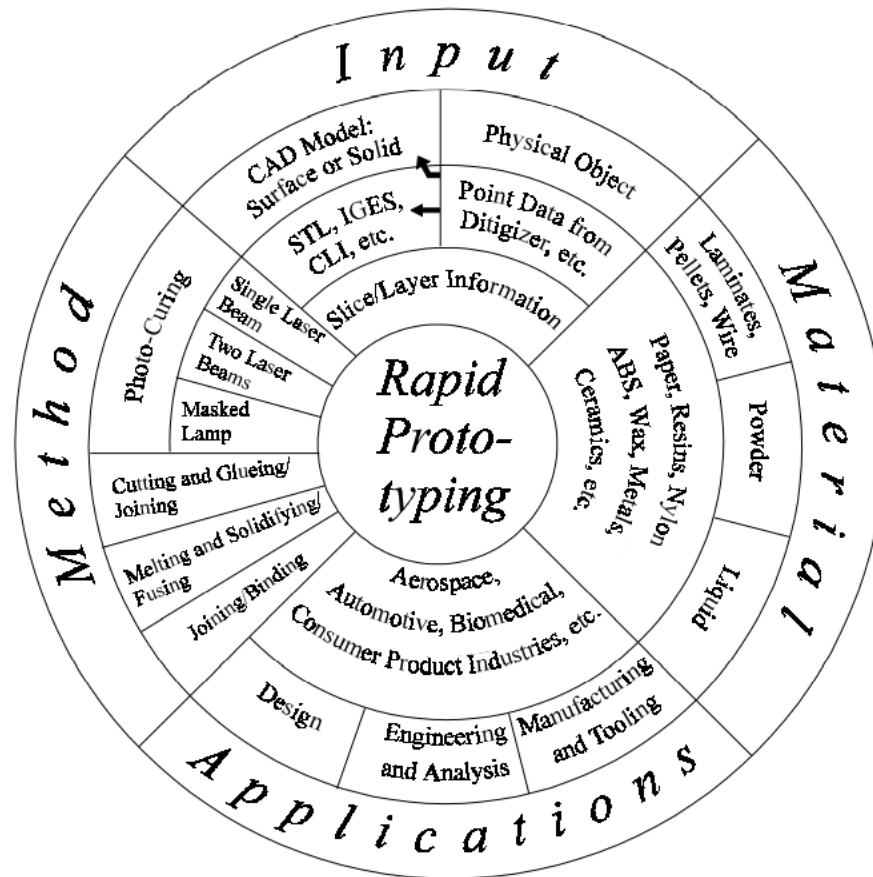 Input
CAD Model:
Surface or Solid
Physical Object
STL, IGES,
CLI, etc.
Point Data from
Ditigizer, etc.
Slice/Layer Information
Material
Laminates,
Pellets, Wire
Powder
Liquid
Paper, Resins, Nylon
ABS, Wax, Metals,
Ceramics, etc.
Method
Photo-Curing
Single Laser
Beam
Two Laser
Beams
Masked
Lamp
Cutting and Glueing/
Joining
Melting and Solidifying/
Fusing
Joining/Binding
Rapid
Proto-
typing
Aerospace,
Automotive, Biomedical,
Consumer Product Industries, etc.
Design
Engineering
and Analysis
Manufacturing
and Tooling
Applications